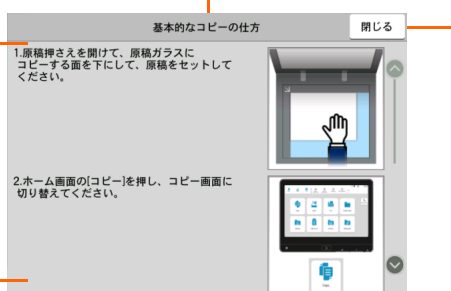 基本的なコピーの仕方
閉じる
1.原稿押さえを開けて、原稿ガラスに
コピーする面を下にして、原稿をセットして
ください。
2.ホーム画面の[コピー]を押し、コピー画面に
切り替えてください。